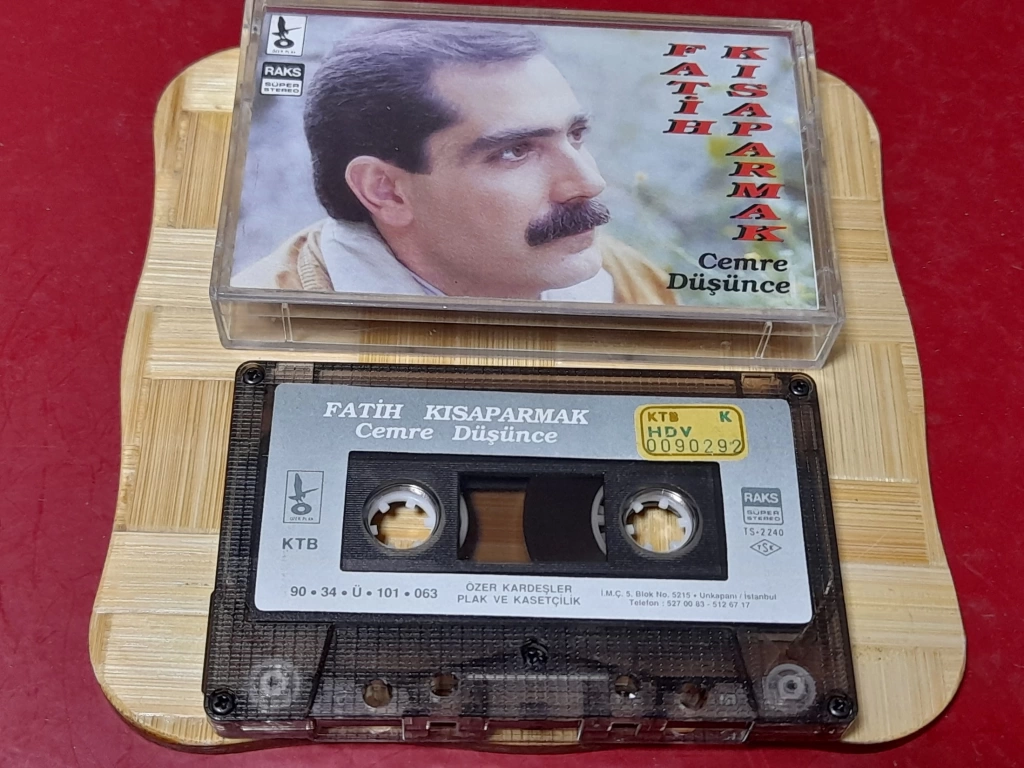 RAKS
SÜPER
STEREO
FATİH
KISAPARMAK
Cemre
Düşünce
FATİH KISAPARMAK
Cemre Düşünce
KTB K
HDV
0090292
KTB
RAKS
SÜPER
STEREO
TS-2240
TSK
90 • 34 • Ü • 101 • 063
ÖZER KARDEŞLER
PLAK VE KASETÇİLİK
İ.M.Ç. 5. Blok No. 5215 • Unkapanı / İstanbul
Telefon : 527 00 83 - 512 67 17